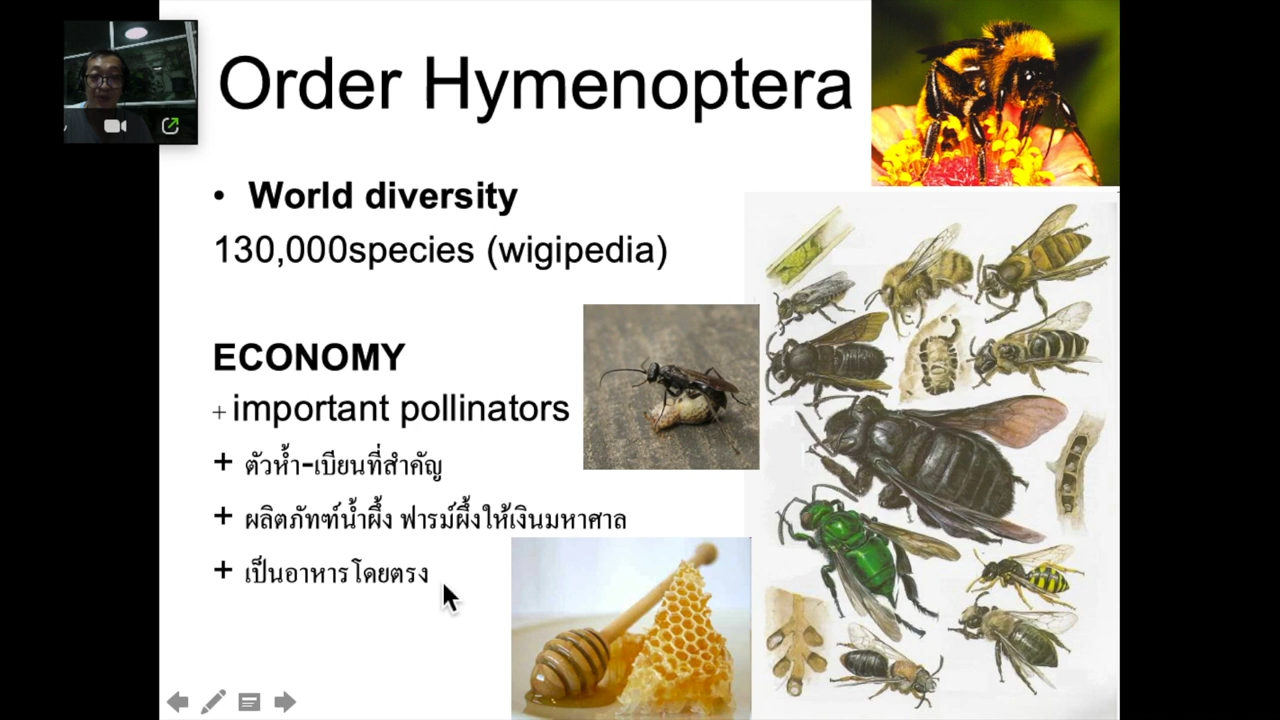 Order Hymenoptera
• World diversity
130,000species (wigipedia)
ECONOMY
+ important pollinators
+ ตัวห้ำ-เบียนที่สำคัญ
+ ผลิตภัทฑ์น้ำผึ้ง ฟารม์ผึ้งให้เงินมหาศาล
+ เป็นอาหารโดยตรง